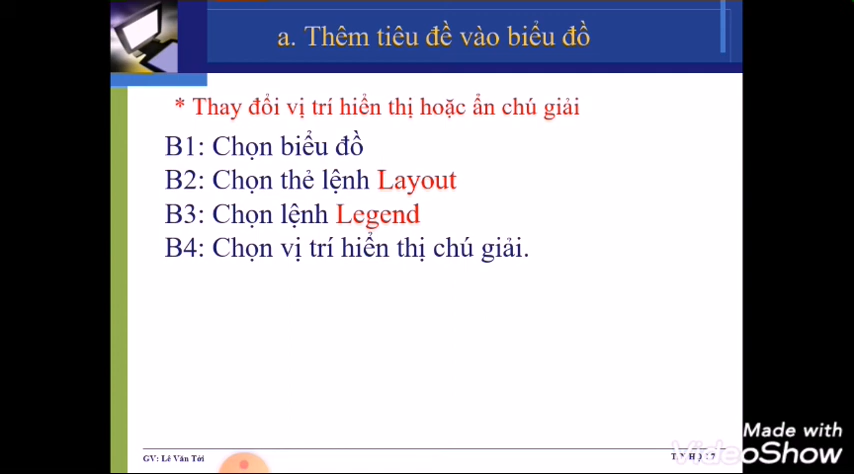 a. Thêm tiêu đề vào biểu đồ
* Thay đổi vị trí hiển thị hoặc ẩn chú giải
B1: Chọn biểu đồ
B2: Chọn thẻ lệnh Layout
B3: Chọn lệnh Legend
B4: Chọn vị trí hiển thị chú giải.
GV: Lê Văn Tới
Made with
VideoShow